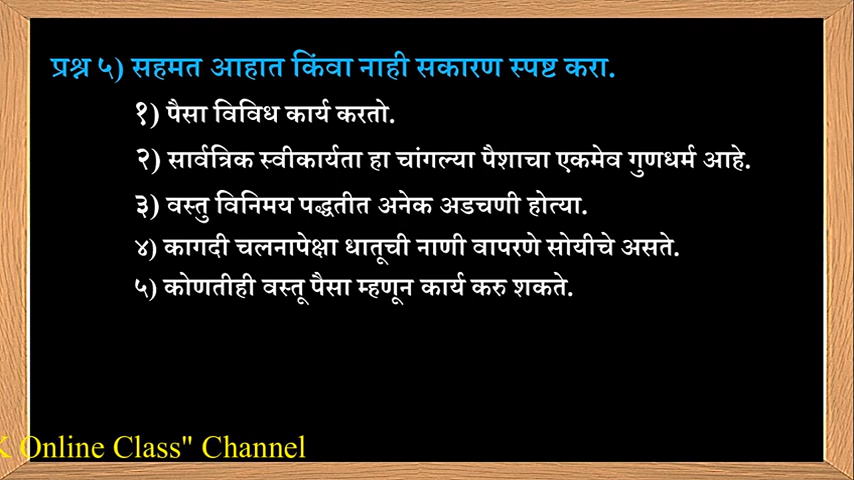 प्रश्न ५) सहमत आहात किंवा नाही सकारण स्पष्ट करा.
१) पैसा विविध कार्य करतो.
२) सार्वत्रिक स्वीकार्यता हा चांगल्या पैशाचा एकमेव गुणधर्म आहे.
३) वस्तु विनिमय पद्धतीत अनेक अडचणी होत्या.
४) कागदी चलनापेक्षा धातूची नाणी वापरणे सोयीचे असते.
५) कोणतीही वस्तू पैसा म्हणून कार्य करु शकते.
K Online Class" Channel